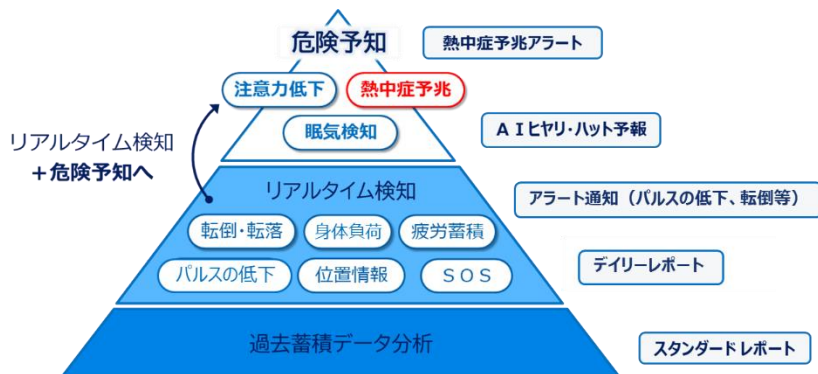 危険予知
熱中症予兆アラート
注意力低下
熱中症予兆
眠気検知
AIヒヤリ・ハット予報
リアルタイム検知
+危険予知へ
リアルタイム検知
アラート通知（パルスの低下、転倒等）
転倒・転落
身体負荷
疲労蓄積
パルスの低下
位置情報
SOS
デイリーレポート
過去蓄積データ分析
スタンダードレポート